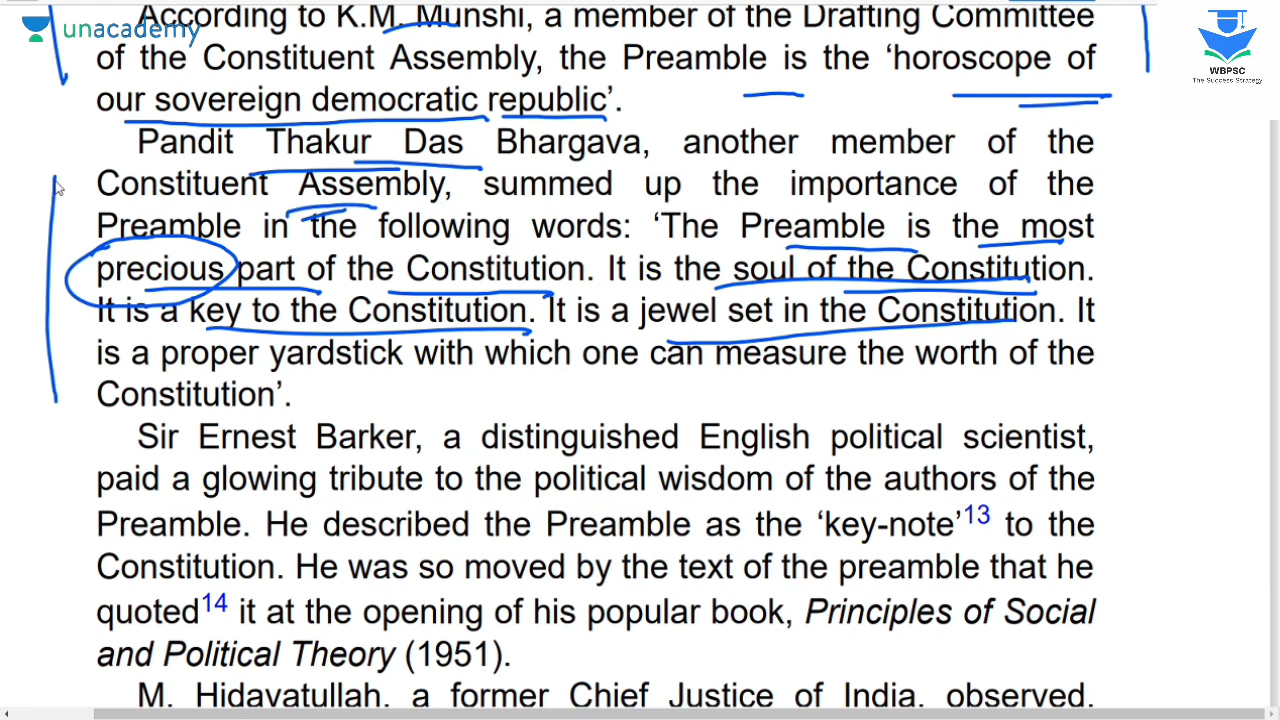 According to K.M. Munshi, a member of the Drafting Committee
unacademy
of the Constituent Assembly, the Preamble is the ‘horoscope of
our sovereign democratic republic’.
WBPSC
The Success Strategy
Pandit Thakur Das Bhargava, another member of the
Constituent Assembly, summed up the importance of the
Preamble in the following words: ‘The Preamble is the most
precious part of the Constitution. It is the soul of the Constitution.
It is a key to the Constitution. It is a jewel set in the Constitution. It
is a proper yardstick with which one can measure the worth of the
Constitution’.
Sir Ernest Barker, a distinguished English political scientist,
paid a glowing tribute to the political wisdom of the authors of the
Preamble. He described the Preamble as the ‘key-note’13 to the
Constitution. He was so moved by the text of the preamble that he
quoted14 it at the opening of his popular book, Principles of Social
and Political Theory (1951).
M. Hidayatullah, a former Chief Justice of India, observed,